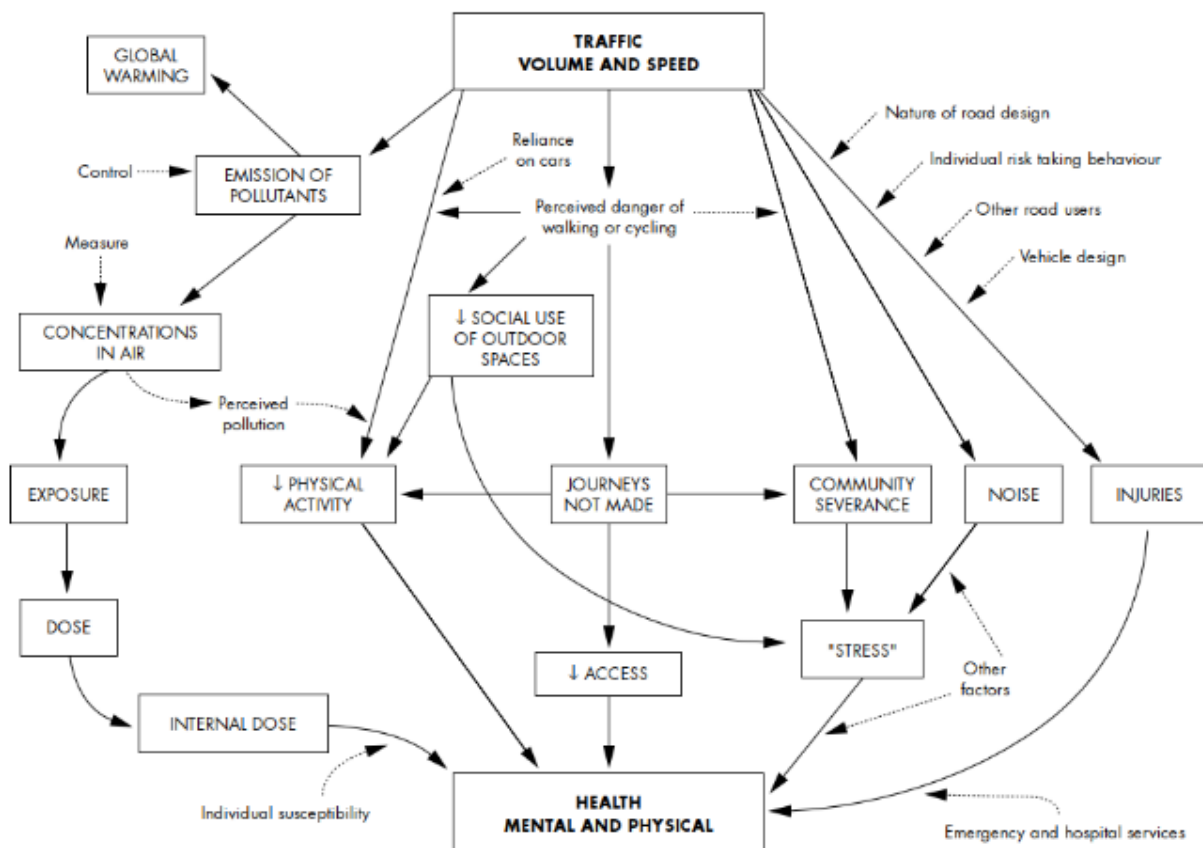 TRAFFIC
VOLUME AND SPEED
GLOBAL
WARMING
Nature of road design
Reliance
on cars
Control
EMISSION OF
POLLUTANTS
Individual risk taking behaviour
Perceived danger of
walking or cycling
Other road users
Measure
Vehicle design
CONCENTRATIONS
IN AIR
↓ SOCIAL USE
OF OUTDOOR
SPACES
Perceived
pollution
EXPOSURE
↓ PHYSICAL
ACTIVITY
JOURNEYS
NOT MADE
COMMUNITY
SEVERANCE
NOISE
INJURIES
DOSE
"STRESS"
↓ ACCESS
Other
factors
INTERNAL DOSE
Individual susceptibility
HEALTH
MENTAL AND PHYSICAL
Emergency and hospital services